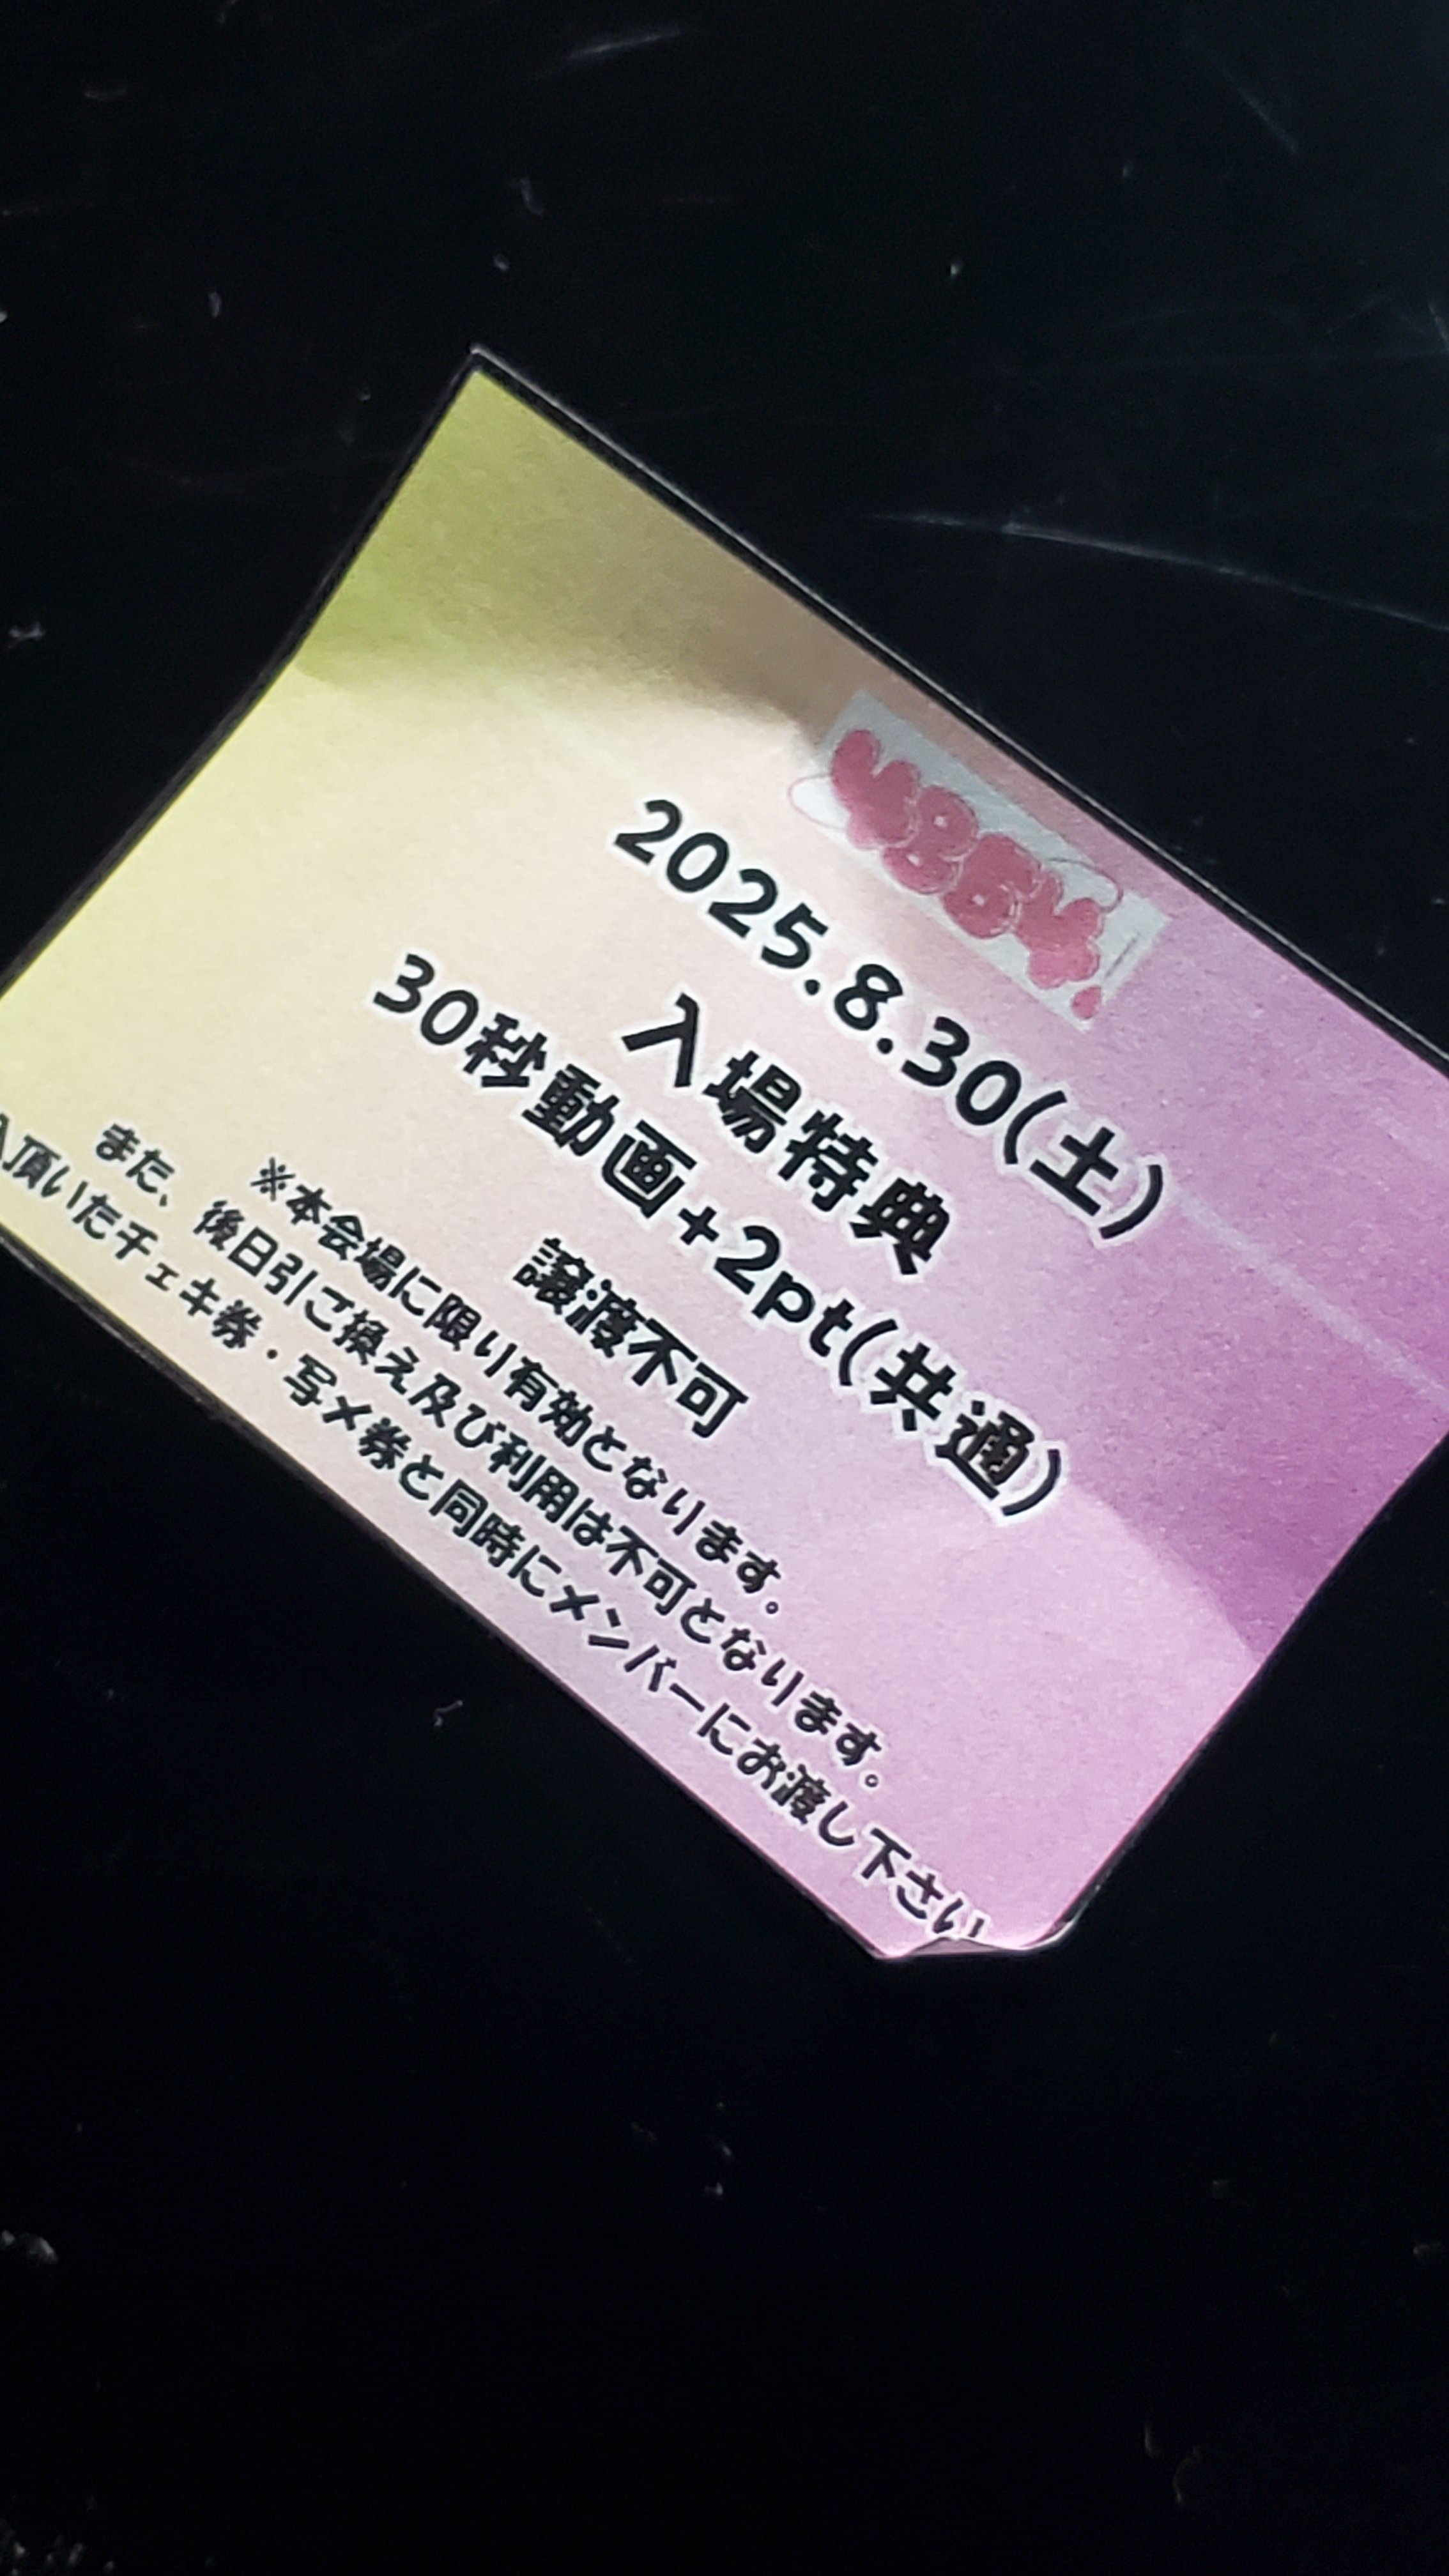 2025.8.30(土)
入場特典
30秒動画+2pt(共通)
譲渡不可
※本会場に限り有効となります。
また、後日引ご換え及び利用は不可となります。
入頂いたチェキ券・写メ券と同時にメンバーにお渡し下さい